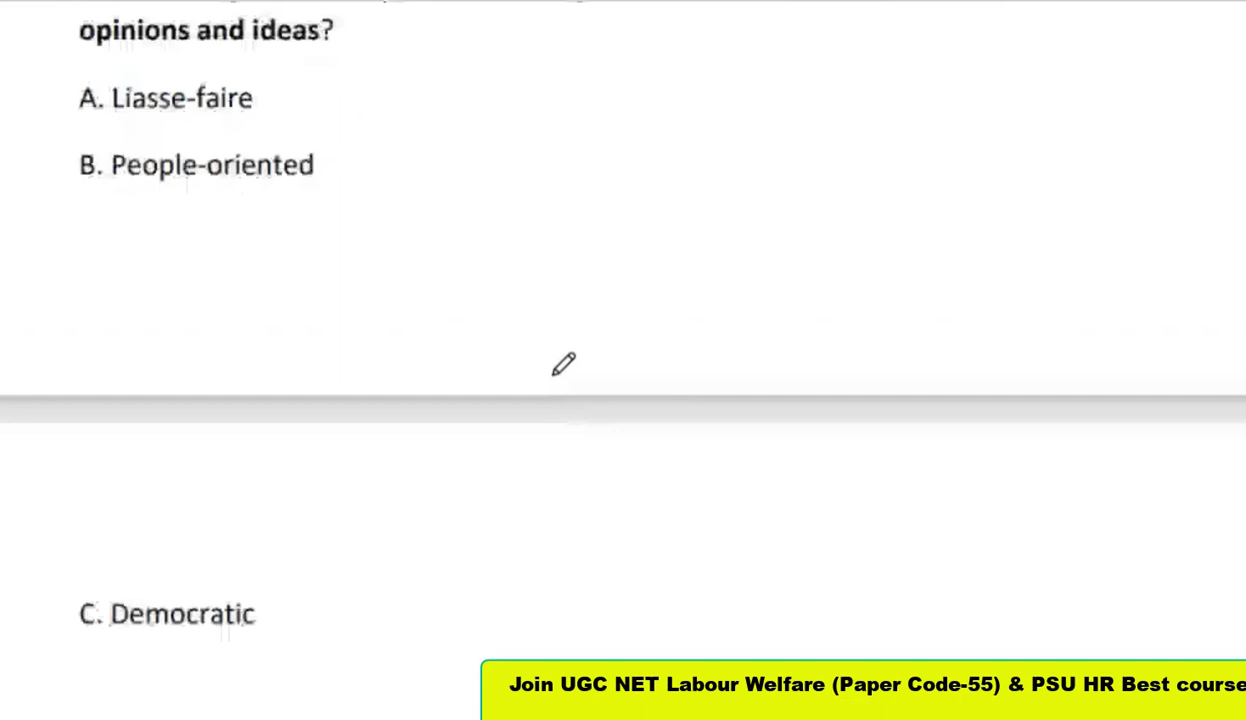 opinions and ideas?
A. Liasse-faire
B. People-oriented
C. Democratic
Join UGC NET Labour Welfare (Paper Code-55) & PSU HR Best course